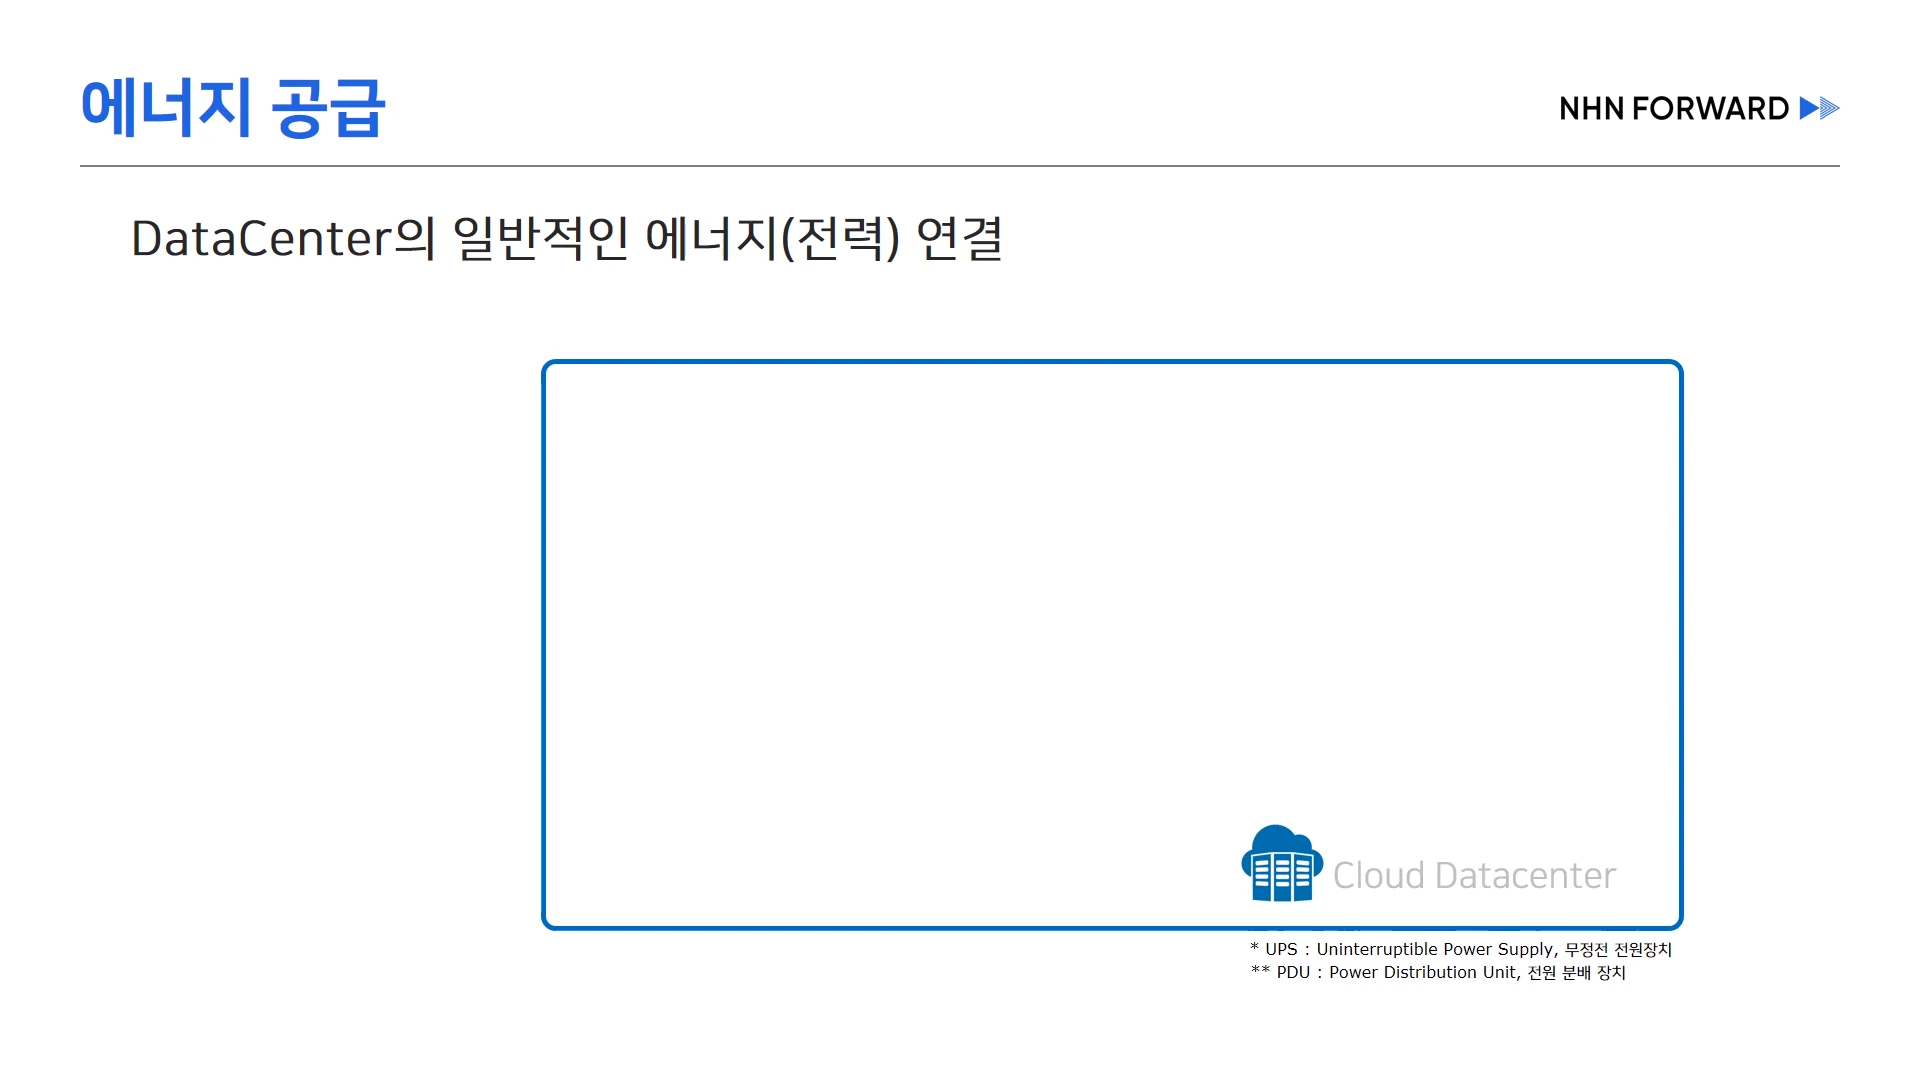 에너지 공급
NHN FORWARD
DataCenter의 일반적인 에너지(전력) 연결
Cloud Datacenter
* UPS : Uninterruptible Power Supply, 무정전 전원장치
** PDU : Power Distribution Unit, 전원 분배 장치